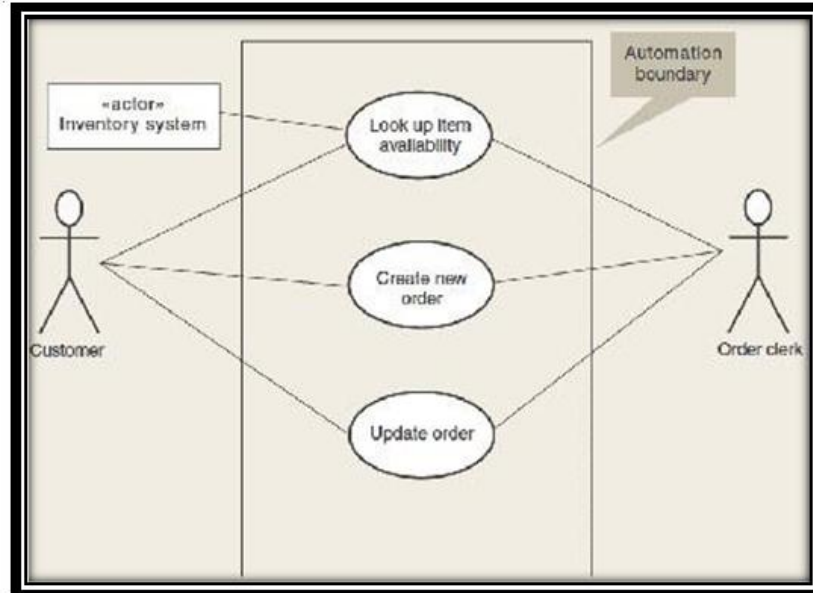 Automation
boundary
«actor»
Inventory system
Look up item
availability
Create new
order
Customer
Order clerk
Update order